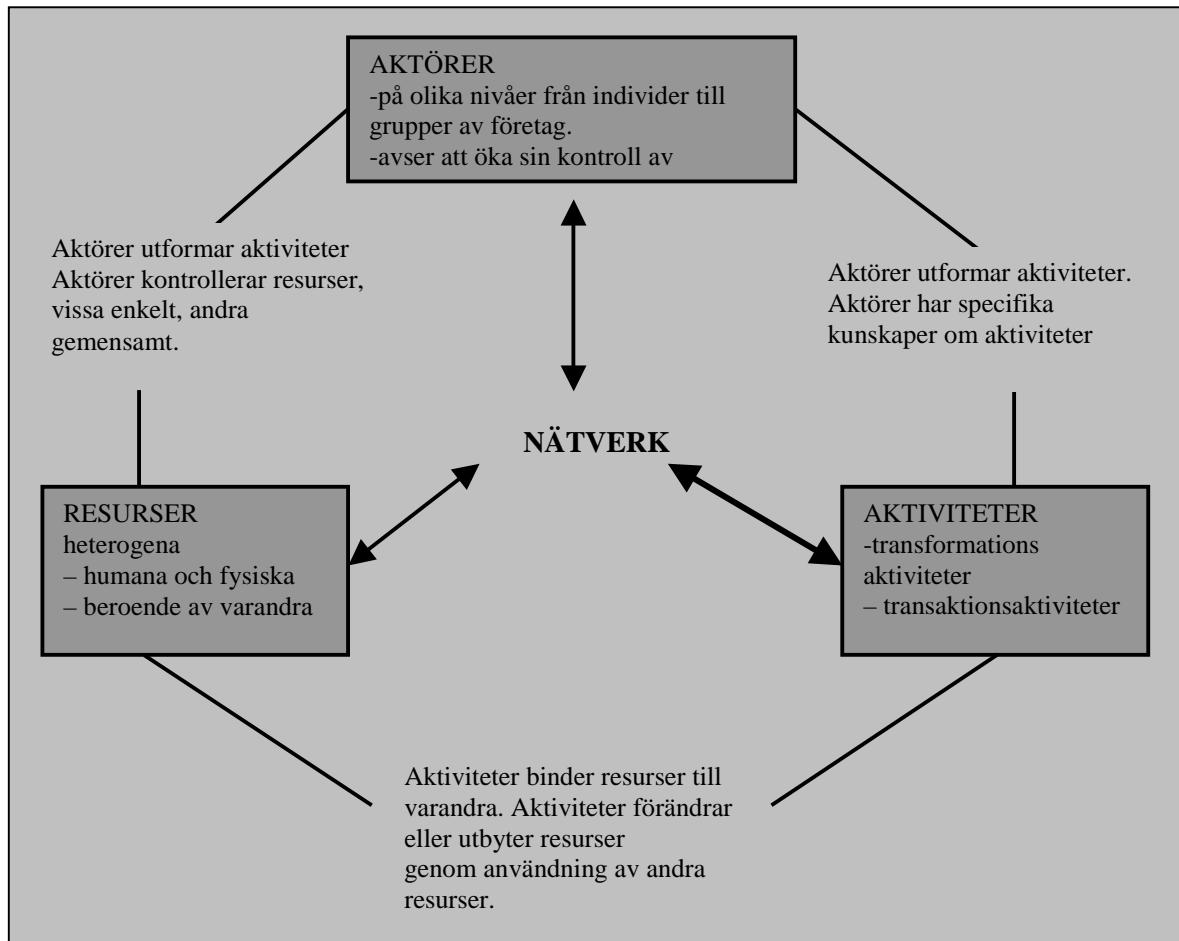 AKTÖRER
-på olika nivåer från individer till
grupper av företag.
-avser att öka sin kontroll av
Aktörer utformar aktiviteter
Aktörer kontrollerar resurser,
vissa enkelt, andra
gemensamt.
Aktörer utformar aktiviteter.
Aktörer har specifika
kunskaper om aktiviteter
NÄTVERK
RESURSER
heterogena
– humana och fysiska
– beroende av varandra
AKTIVITETER
-transformations
aktiviteter
– transaktionsaktiviteter
Aktiviteter binder resurser till
varandra. Aktiviteter förändrar
eller utbyter resurser
genom användning av andra
resurser.